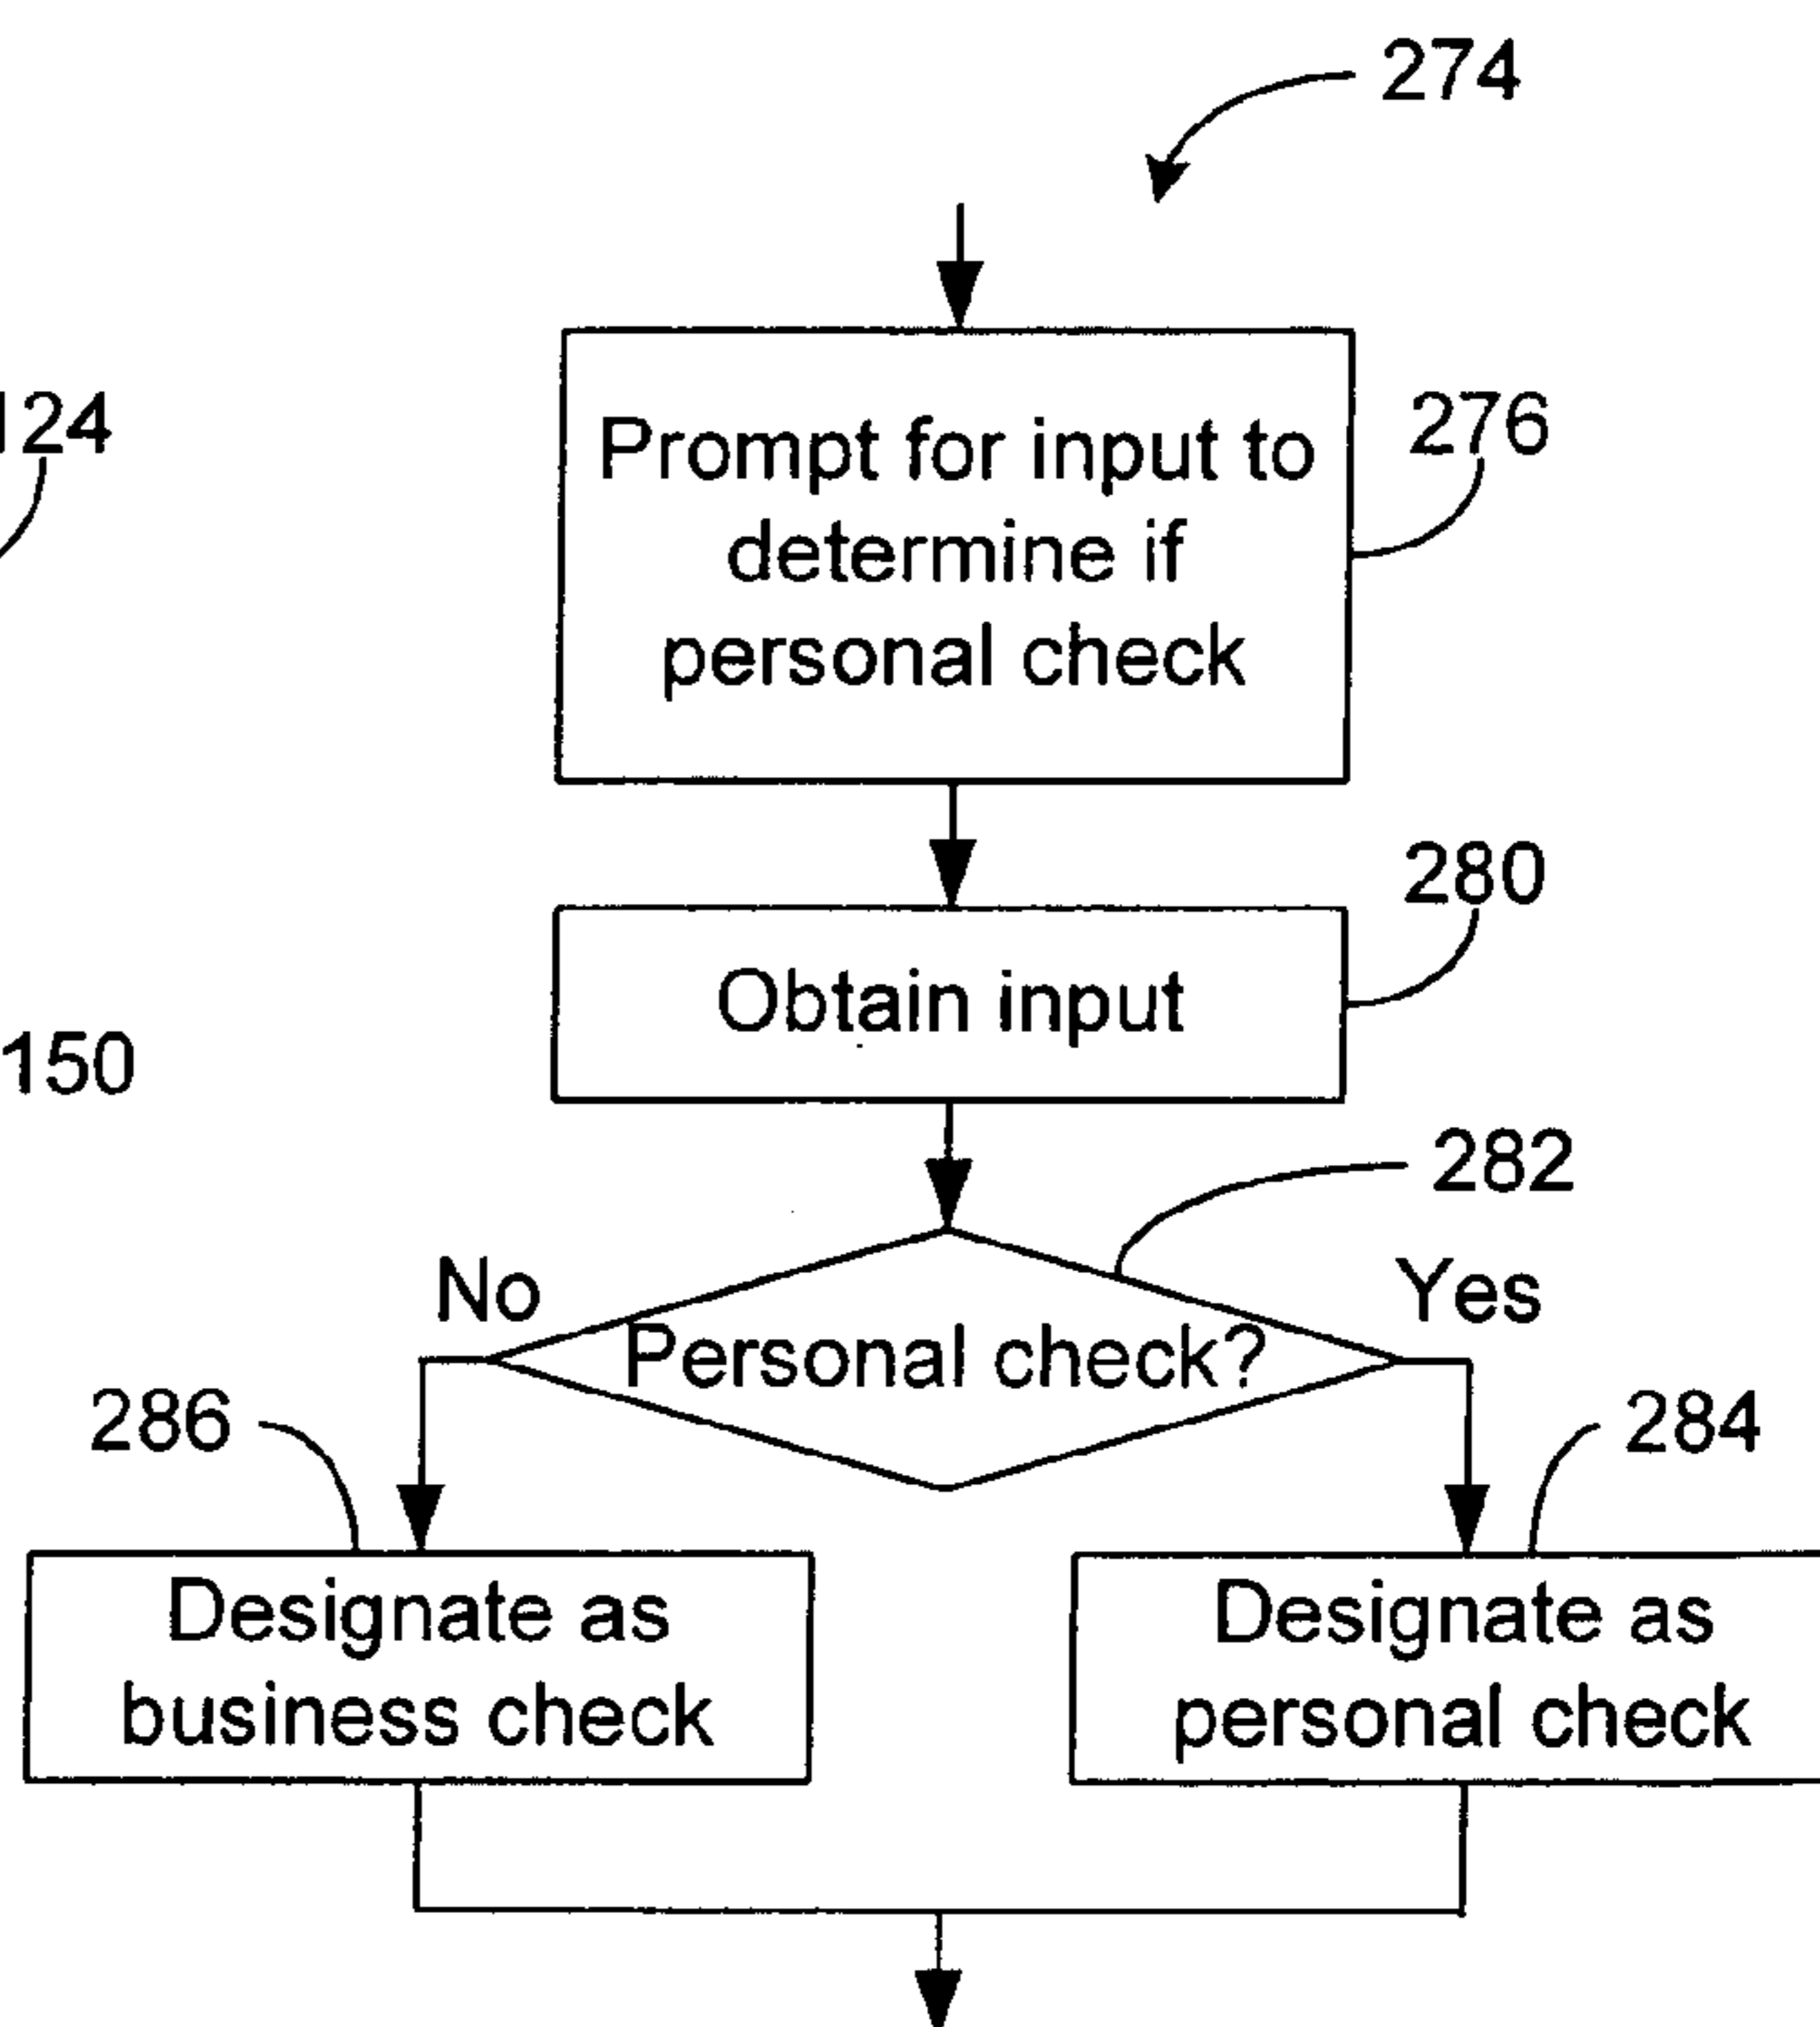 274
124
Prompt for input to
determine if
personal check
276
280
Obtain input
150
282
No
Yes
Personal check?
286
284
Designate as
business check
Designate as
personal check